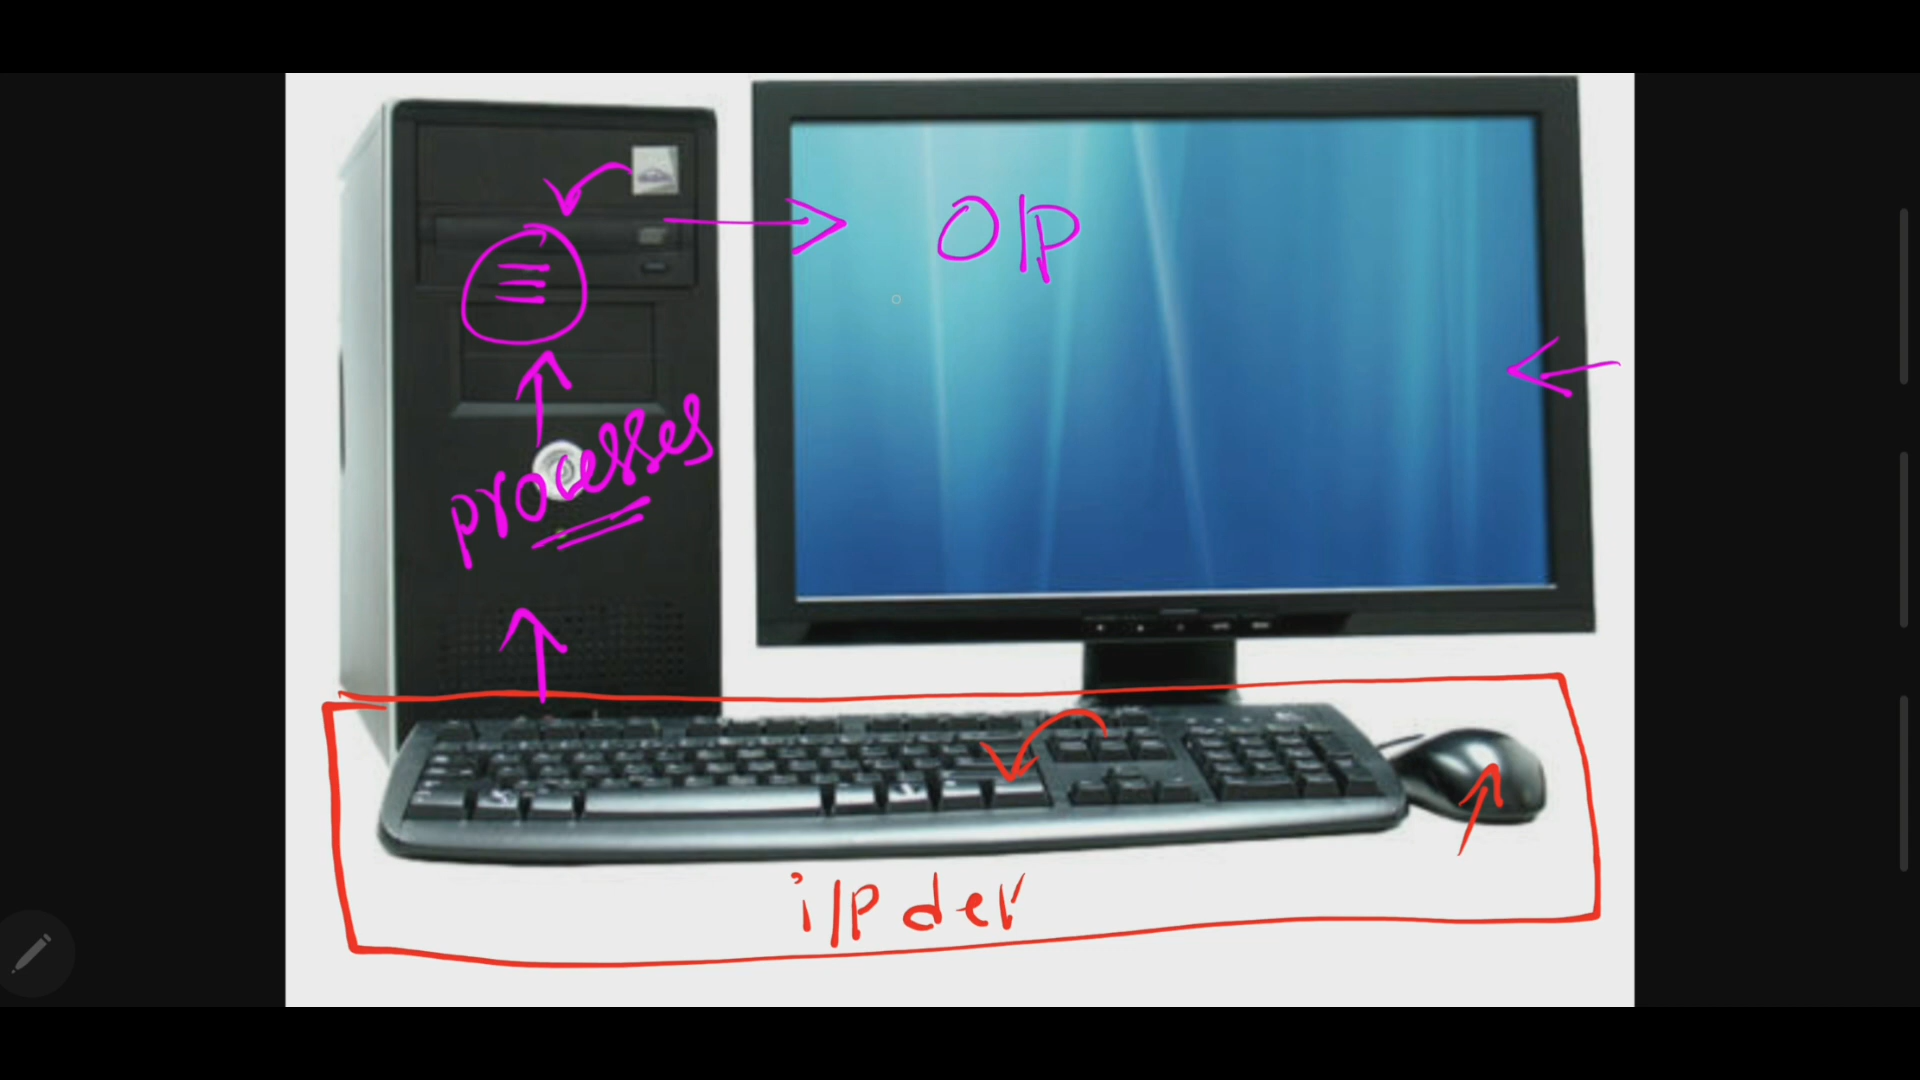 O/P
processes
i/p dev